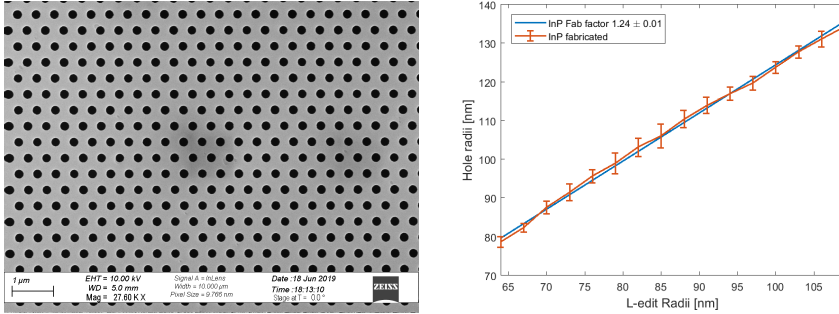 1 µm
EHT = 10.00 kV
WD = 5.0 mm
Mag = 27.60 K X
Signal A = InLens
Width = 10.000 µm
Pixel Size = 9.766 nm
Date :18 Jun 2019
Time :18:13:10
Stage at T = 0.0°
ZEISS
InP Fab factor 1.24 ± 0.01
InP fabricated
Hole radii [nm]
140
130
120
110
100
90
80
70
65 70 75 80 85 90 95 100 105
L-edit Radii [nm]